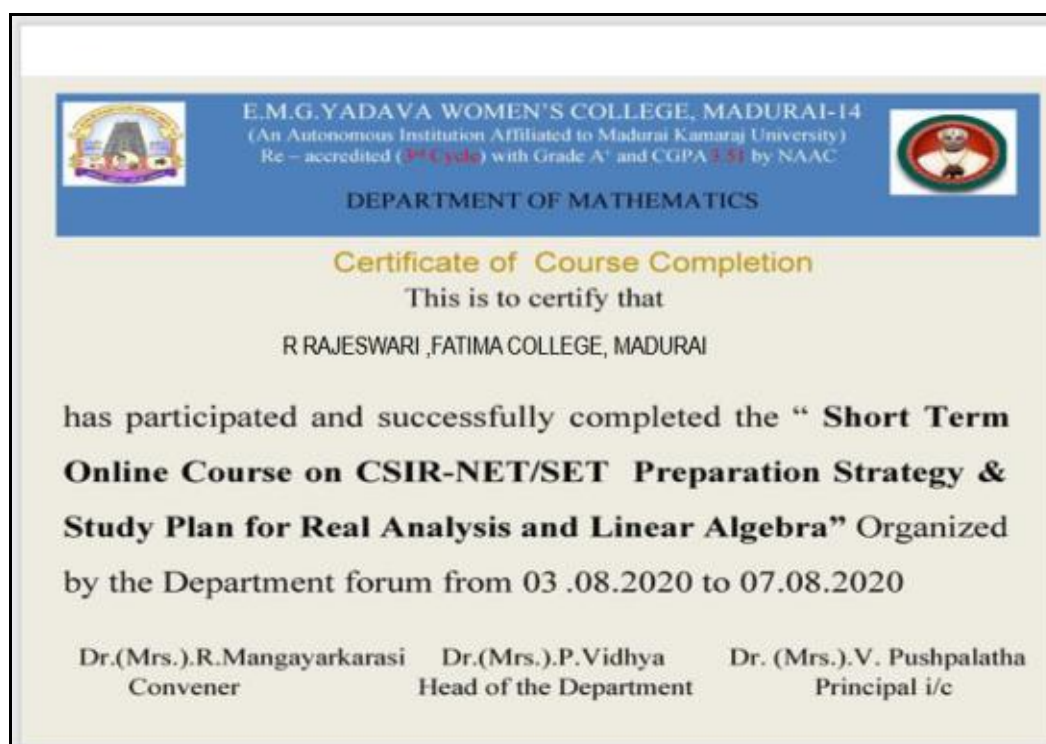 E.M.G.YADAVA WOMEN'S COLLEGE, MADURAI-14
(An Autonomous Institution Affiliated to Madurai Kamaraj University)
Re – accredited (3rd Cycle) with Grade A+ and CGPA 3.51 by NAAC
DEPARTMENT OF MATHEMATICS
Certificate of Course Completion
This is to certify that
R RAJESWARI ,FATIMA COLLEGE, MADURAI
has participated and successfully completed the “ Short Term
Online Course on CSIR-NET/SET Preparation Strategy &
Study Plan for Real Analysis and Linear Algebra” Organized
by the Department forum from 03 .08.2020 to 07.08.2020
Dr.(Mrs.).R.Mangayarkarasi Dr.(Mrs.).P.Vidhya Dr. (Mrs.).V. Pushpalatha
Convener Head of the Department Principal i/c